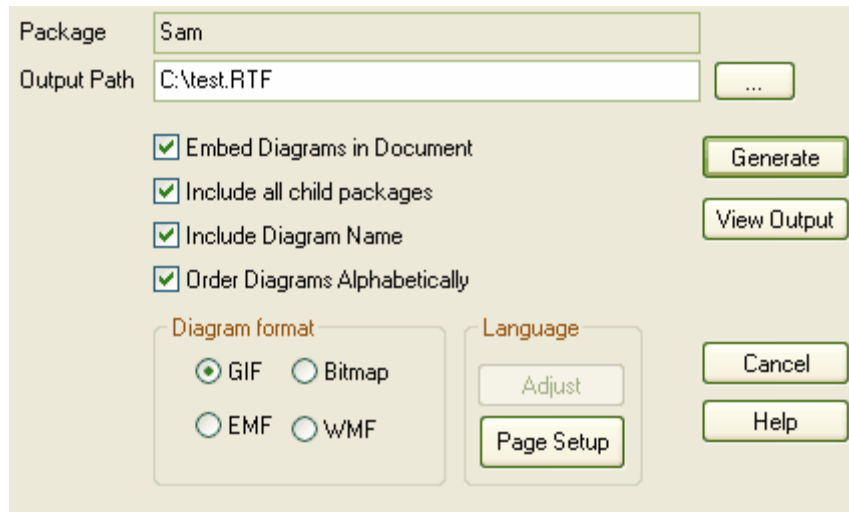 Package Sam
Output Path C:\test.RTF ...
Embed Diagrams in Document
Generate
Include all child packages
View Output
Include Diagram Name
Order Diagrams Alphabetically
Diagram format
GIF Bitmap
EMF WMF
Language
Adjust
Page Setup
Cancel
Help